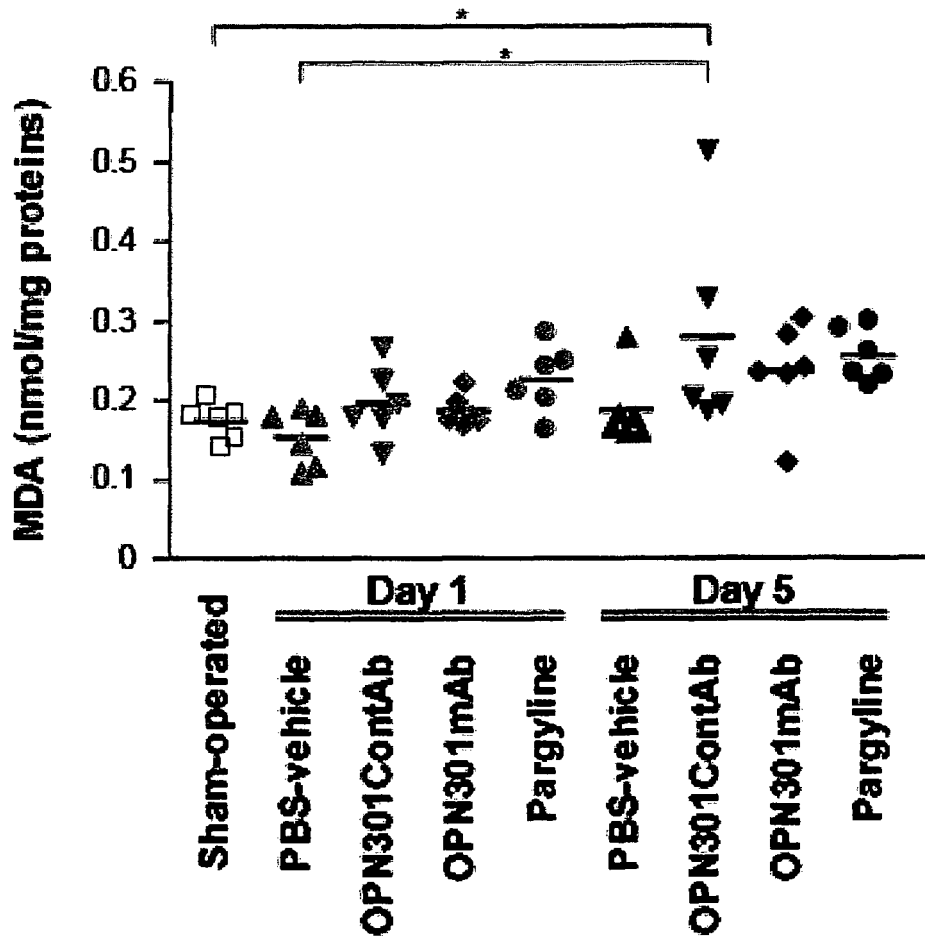 *
*
MDA (nmol/mg proteins)
0.6
0.5
0.4
0.3
0.2
0.1
0
Day 1
Day 5
Sham-operated
PBS-vehicle
OPN301ContAb
OPN301mAb
Pargyline
PBS-vehicle
OPN301ContAb
OPN301mAb
Pargyline